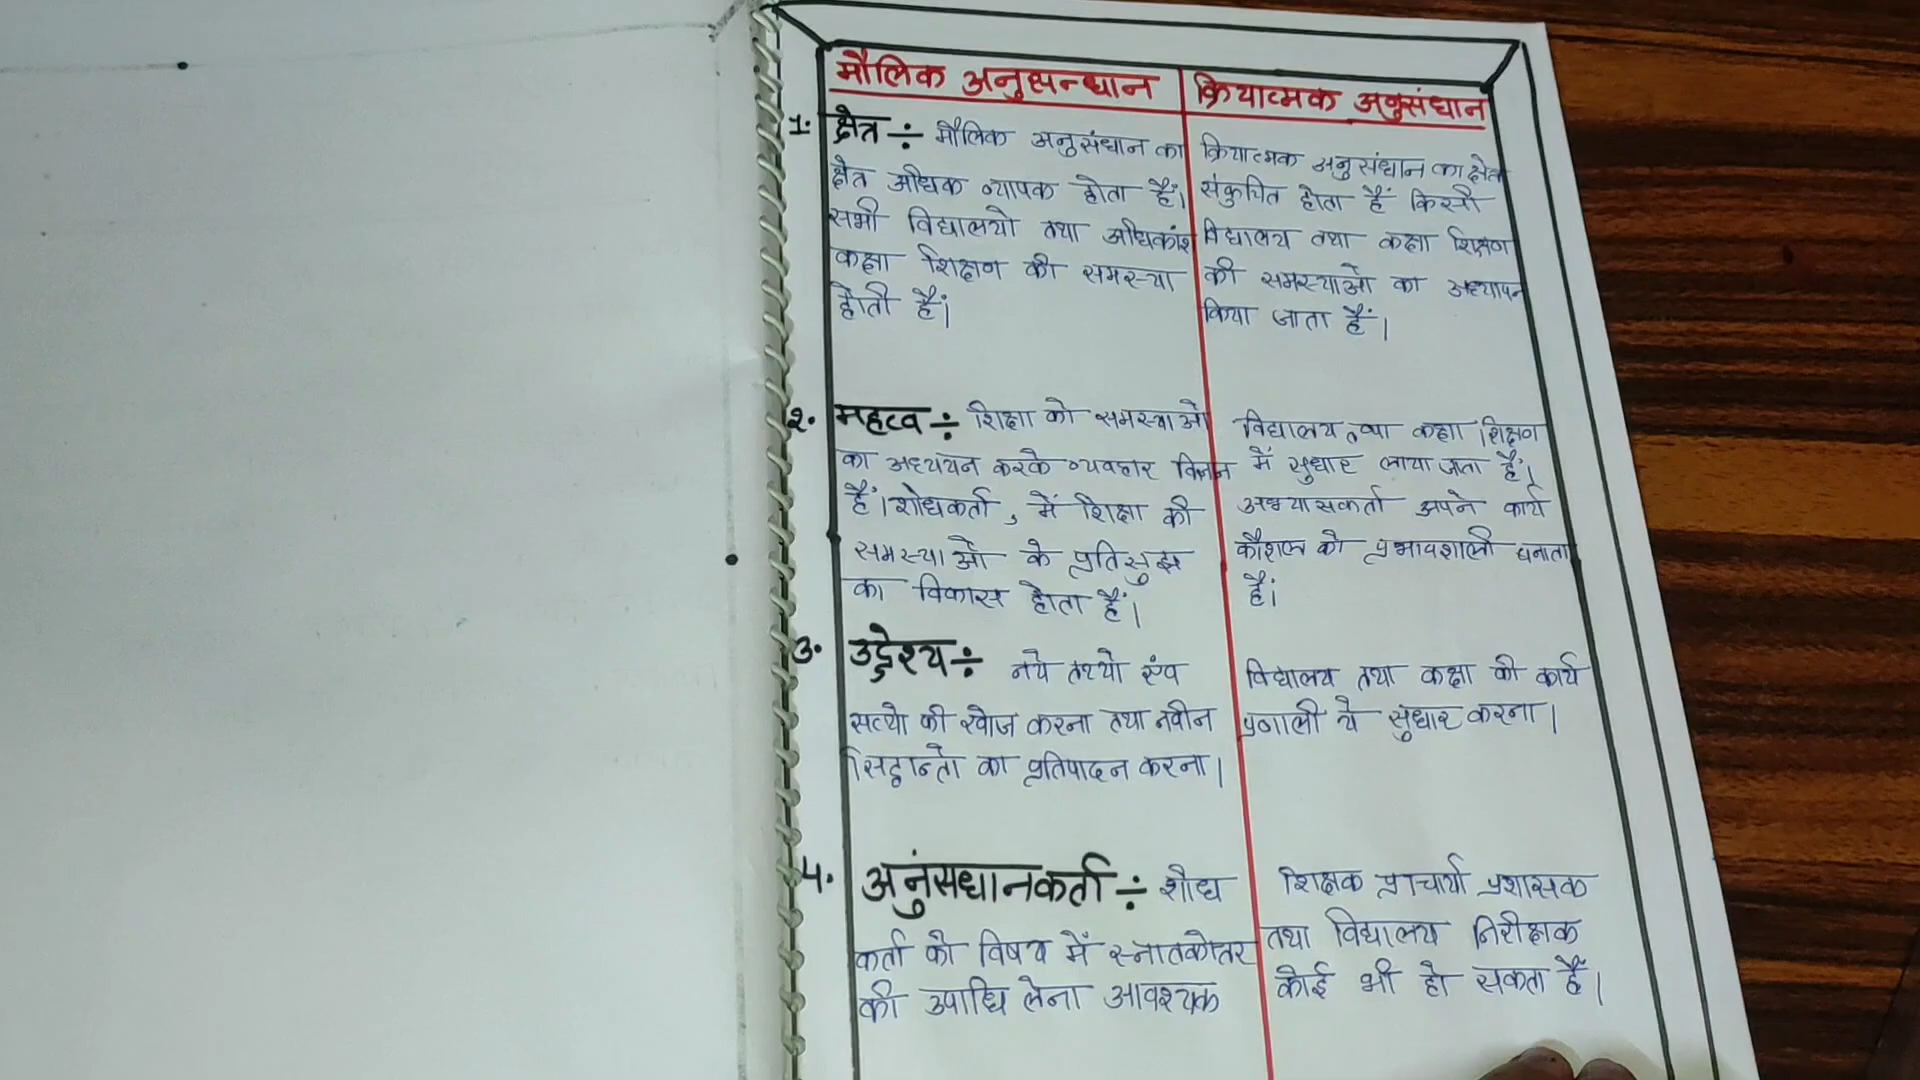 मौलिक अनुसन्धान
1. क्षेत्र ÷ मौलिक अनुसंधान का
क्षेत्र अधिक व्यापक होता हैं।
सभी विद्यालयो तथा अधिकांश
कक्षा शिक्षण की समस्या
होती हैं।
2. महत्व ÷ शिक्षा की समस्याओ
का अध्ययन करके व्यवहार विज्ञान
हैं। शोधकर्ता, में शिक्षा की
समस्याओं के प्रति सुझ
का विकास होता हैं।
3. उद्देश्य ÷ नये तथ्यो एंव
सत्यो की खोज करना तथा नवीन
सिद्वान्तो का प्रतिपादन करना।
4. अनुंसधानकर्ता ÷ शोध
कर्ता को विषय में स्नातकोतर
की उपाधि लेना आवश्यक
क्रियात्मक अनुसंधान
क्रियात्मक अनुसंधान का क्षेत्र
संकुचित होता हैं किसी
विद्यालय तथा कक्षा शिक्षण
की समस्याओं का अध्यापन
किया जाता हैं।
विद्यालय तथा कक्षा शिक्षण
में सुधार लाया जाता हैं।
अभ्यासकर्ता अपने कार्य
कौशल को प्रभावशाली बनाता
हैं।
विद्यालय तथा कक्षा की कार्य
प्रणाली ये सुधार करना।
शिक्षक प्राचार्य प्रशासक
तथा विद्यालय निरीक्षक
कोई भी हो सकता हैं।